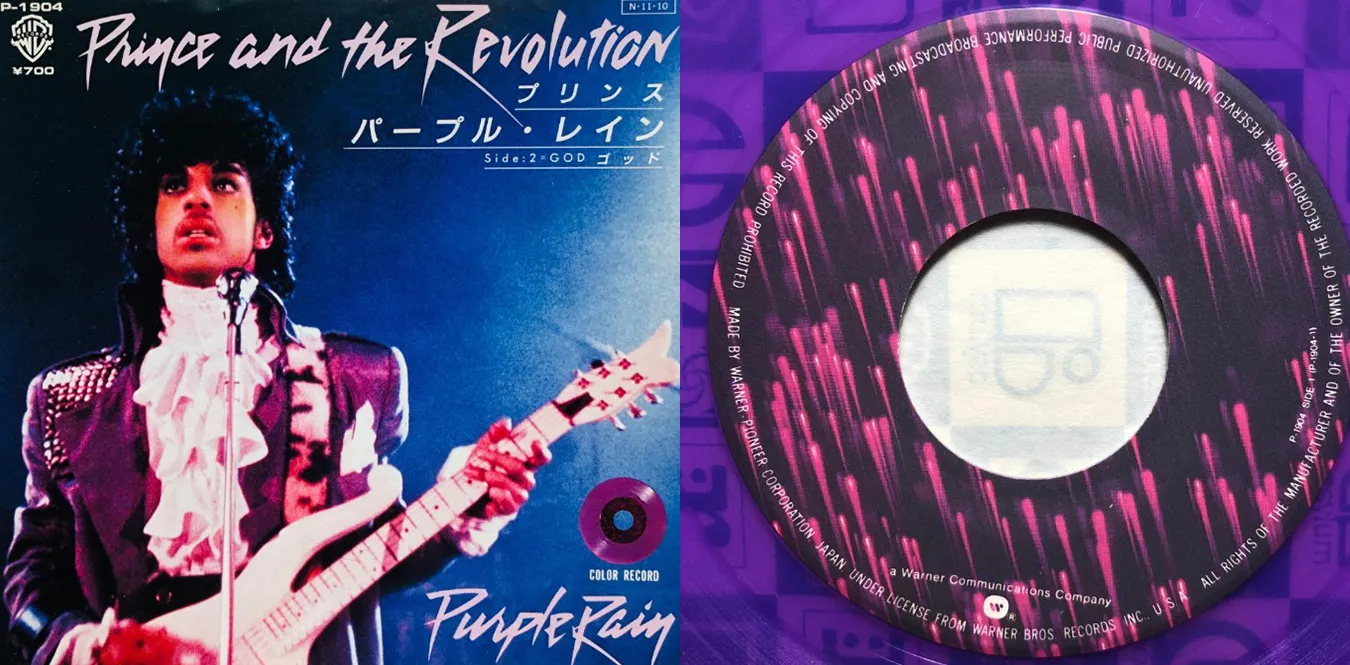 P-1904
N-11-10
¥700
Prince and the Revolution
プリンス
パープル・レイン
Side:2=GOD ゴッド
COLOR RECORD
Purple Rain
MADE BY WARNER-PIONEER CORPORATION, JAPAN UNDER LICENSE FROM WARNER BROS. RECORDS INC., U.S.A. ALL RIGHTS OF THE MANUFACTURER AND OF THE OWNER OF THE RECORDED WORK RESERVED UNAUTHORIZED PUBLIC PERFORMANCE BROADCASTING AND COPYING OF THIS RECORD PROHIBITED
P-1904 SIDE 1 (P-1904-1)
a Warner Communications Company
R